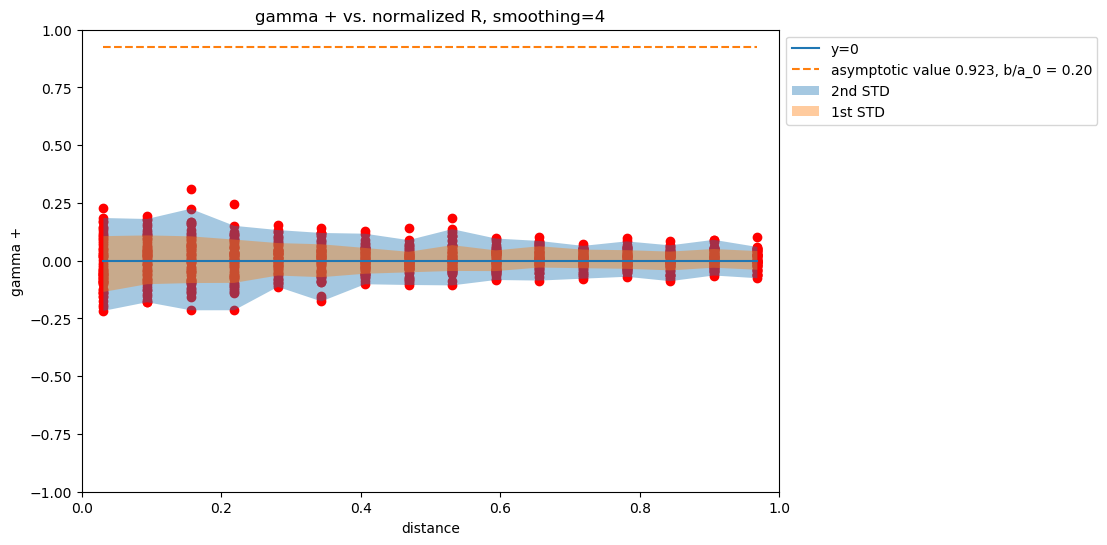 gamma + vs. normalized R, smoothing=4
1.00
0.75
0.50
0.25
0.00
−0.25
−0.50
−0.75
−1.00
gamma +
0.0 0.2 0.4 0.6 0.8 1.0
distance
y=0
asymptotic value 0.923, b/a_0 = 0.20
2nd STD
1st STD